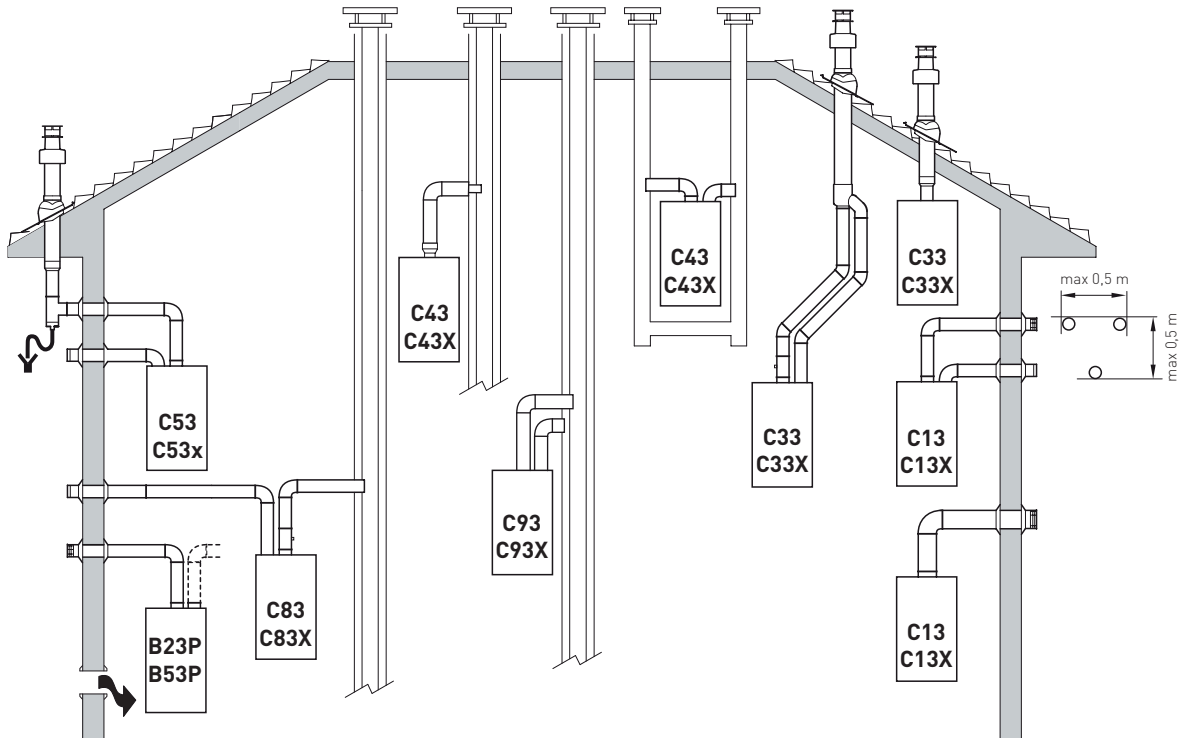 C43
C43X
C33
C33X
max 0,5 m
max 0,5 m
C43
C43X
C53
C53x
C33
C33X
C13
C13X
C93
C93X
C83
C83X
B23P
B53P
C13
C13X